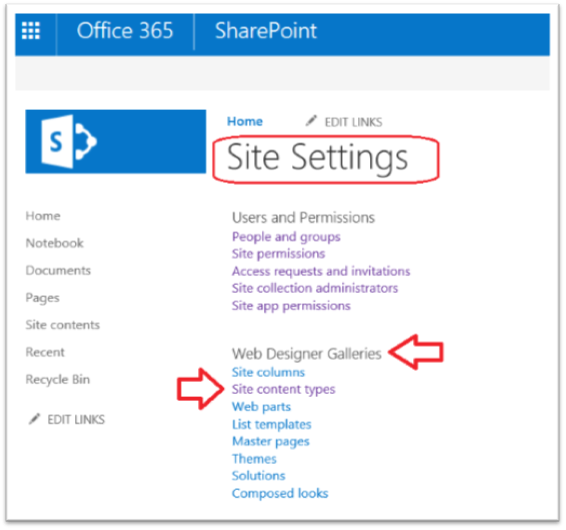 Office 365 SharePoint
S
Home EDIT LINKS
Site Settings
Home
Notebook
Documents
Pages
Site contents
Recent
Recycle Bin
EDIT LINKS
Users and Permissions
People and groups
Site permissions
Access requests and invitations
Site collection administrators
Site app permissions
Web Designer Galleries
Site columns
Site content types
Web parts
List templates
Master pages
Themes
Solutions
Composed looks